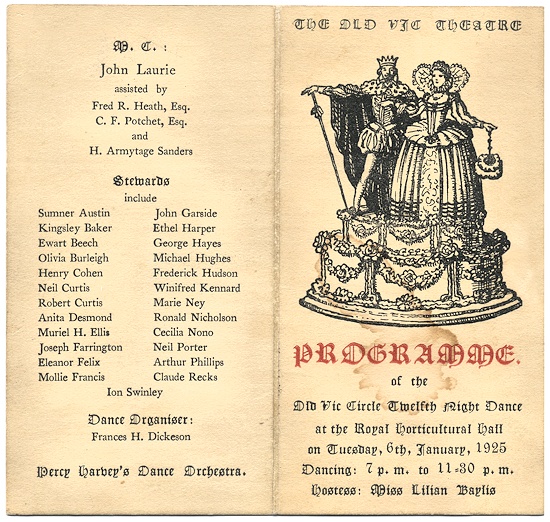 M. C. :
John Laurie
assisted by
Fred R. Heath, Esq.
C. F. Potchet, Esq.
and
H. Armytage Sanders
Stewards
include
Sumner Austin
Kingsley Baker
Ewart Beech
Olivia Burleigh
Henry Cohen
Neil Curtis
Robert Curtis
Anita Desmond
Muriel H. Ellis
Joseph Farrington
Eleanor Felix
Mollie Francis
John Garside
Ethel Harper
George Hayes
Michael Hughes
Frederick Hudson
Winifred Kennard
Marie Ney
Ronald Nicholson
Cecilia Nono
Neil Porter
Arthur Phillips
Claude Recks
Ion Swinley
Dance Organiser:
Frances H. Dickeson
Percy Harvey's Dance Orchestra.
THE OLD VIC THEATRE
PROGRAMME.
of the
Old Vic Circle Twelfth Night Dance
at the Royal Horticultural Hall
on Tuesday, 6th January, 1925
Dancing: 7 p. m. to 11-30 p. m.
Hostess: Miss Lilian Baylis